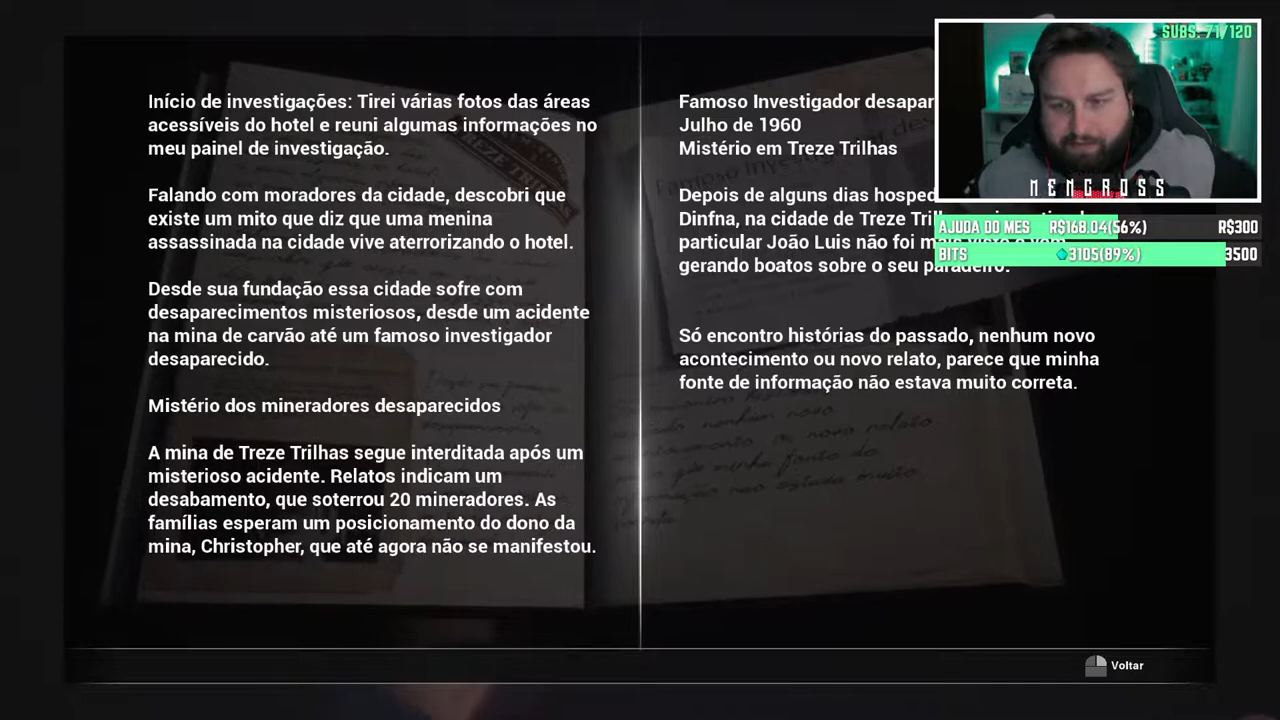 Início de investigações: Tirei várias fotos das áreas
acessíveis do hotel e reuni algumas informações no
meu painel de investigação.
Falando com moradores da cidade, descobri que
existe um mito que diz que uma menina
assassinada na cidade vive aterrorizando o hotel.
Desde sua fundação essa cidade sofre com
desaparecimentos misteriosos, desde um acidente
na mina de carvão até um famoso investigador
desaparecido.
Mistério dos mineradores desaparecidos
A mina de Treze Trilhas segue interditada após um
misterioso acidente. Relatos indicam um
desabamento, que soterrou 20 mineradores. As
famílias esperam um posicionamento do dono da
mina, Christopher, que até agora não se manifestou.
Famoso Investigador desapar
Julho de 1960
Mistério em Treze Trilhas
Depois de alguns dias hosped
Dinfna, na cidade de Treze
particular João Luis não foi
gerando boatos sobre o seu paradeiro.
Só encontro histórias do passado, nenhum novo
acontecimento ou novo relato, parece que minha
fonte de informação não estava muito correta.
SUBS: 71/120
MENCROSS
AJUDA DO MES R$168.04(56%) R$300
BITS 3105(89%) 3500
Voltar